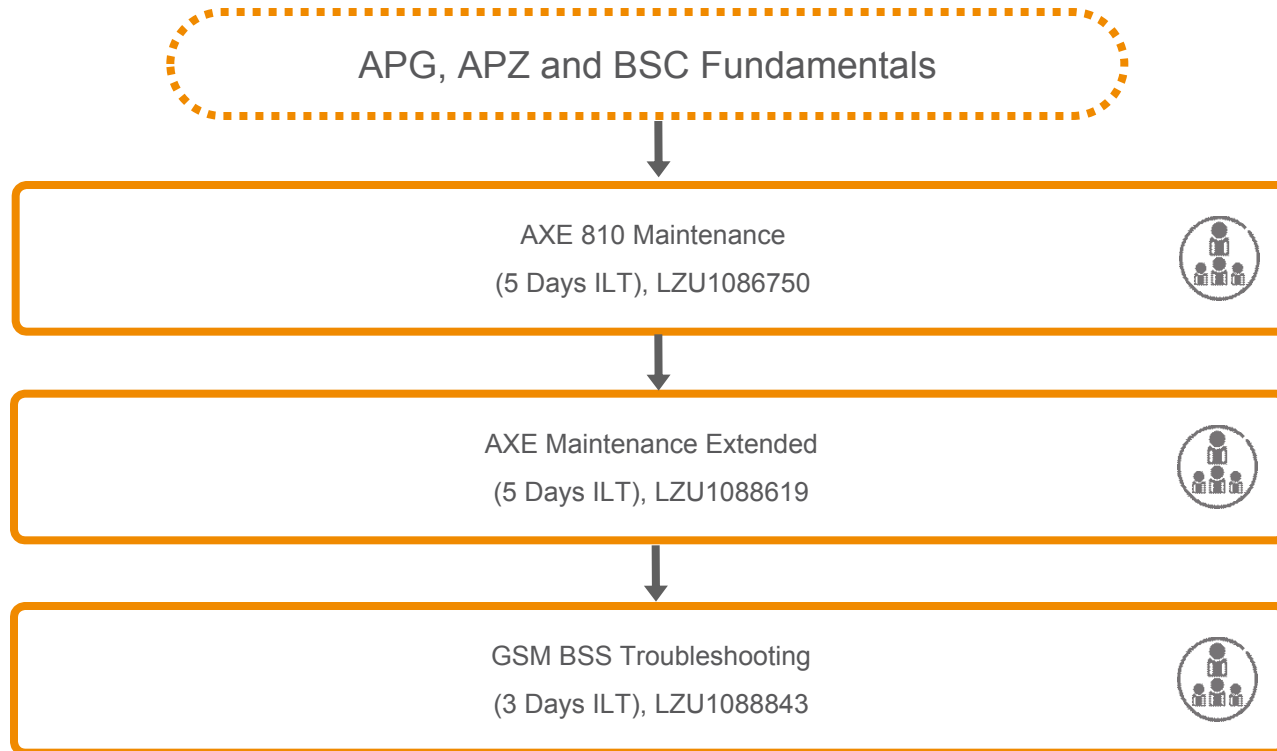 APG, APZ and BSC Fundamentals
AXE 810 Maintenance
(5 Days ILT), LZU1086750
AXE Maintenance Extended
(5 Days ILT), LZU1088619
GSM BSS Troubleshooting
(3 Days ILT), LZU1088843